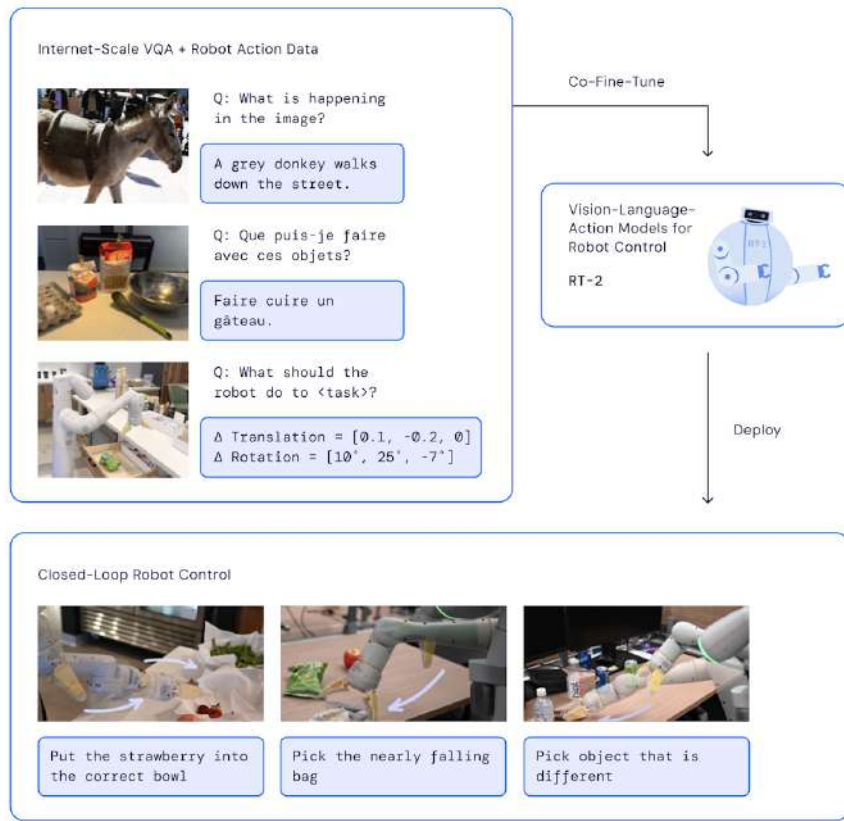 Internet-Scale VQA + Robot Action Data
Q: What is happening
in the image?
A grey donkey walks
down the street.
Q: Que puis-je faire
avec ces objets?
Faire cuire un
gâteau.
Q: What should the
robot do to <task>?
Δ Translation = [0.1, -0.2, 0]
Δ Rotation = [10°, 25°, -7°]
Co-Fine-Tune
Vision-Language-
Action Models for
Robot Control
RT-2
RT-2
Deploy
Closed-Loop Robot Control
Put the strawberry into
the correct bowl
Pick the nearly falling
bag
Pick object that is
different